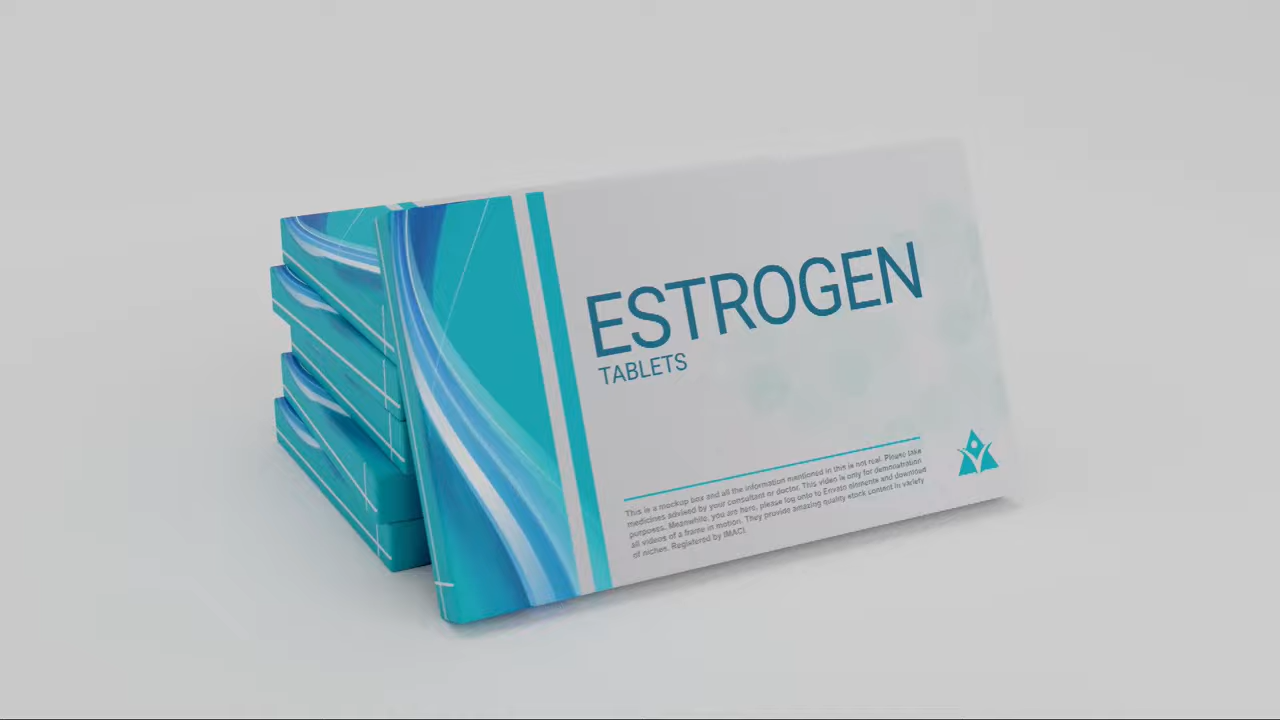 ESTROGEN
TABLETS
This is a mockup box and all the information mentioned in this is not real. Please take
medicines advised by your consultant or doctor. This video is only for demonstration
purposes. Meanwhile, you are here, please log onto to Envato elements and download
all videos of a frame in motion. They provide amazing quality stock contect in variety
of niches. Registered by IMACI.